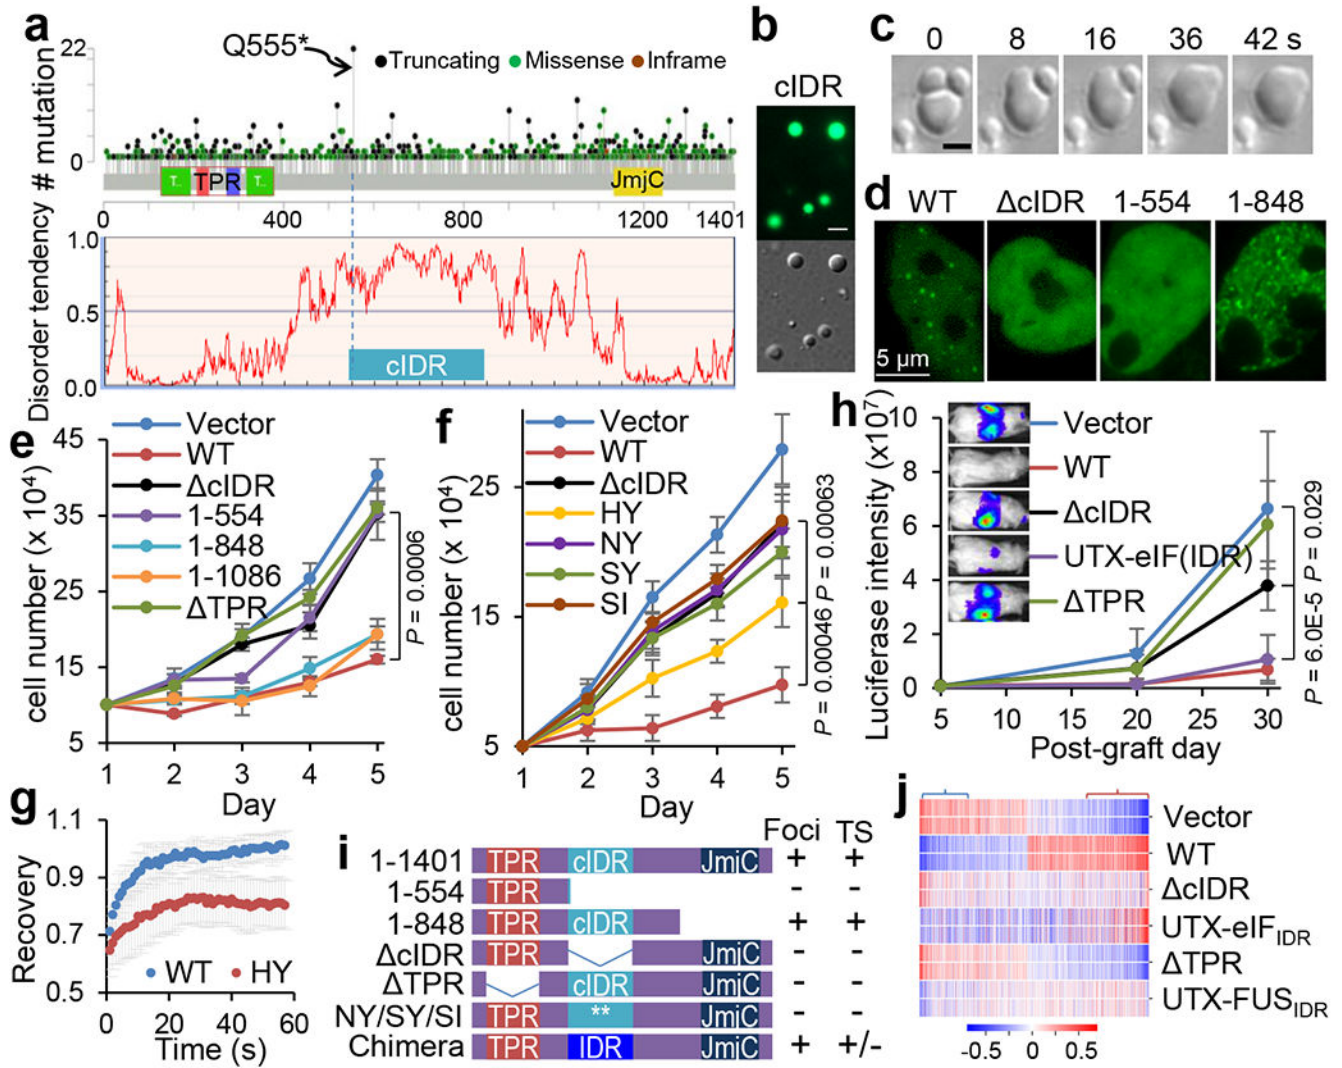 a
Q555*
22
0
# mutation
Truncating Missense Inframe
T.. TPR T.. JmjC
0 400 800 1200 1401
Disorder tendency
1.0
0.5
0.0
cIDR
b
cIDR
c
0 8 16 36 42 s
d
WT ΔcIDR 1-554 1-848
5 µm
e
cell number (x 10⁴)
45
35
25
15
5
Vector
WT
ΔcIDR
1-554
1-848
1-1086
ΔTPR
P = 0.0006
1 2 3 4 5
Day
f
cell number (x 10⁴)
25
15
5
Vector
WT
ΔcIDR
HY
NY
SY
SI
P = 0.00046 P = 0.00063
1 2 3 4 5
Day
h
Luciferase intensity (x10⁷)
10
8
6
4
2
0
Vector
WT
ΔcIDR
UTX-eIF(IDR)
ΔTPR
P = 6.0E-5 P = 0.029
5 10 15 20 25 30
Post-graft day
g
Recovery
1.1
0.9
0.7
0.5
WT HY
0 20 40 60
Time (s)
i
Foci TS
1-1401 TPR cIDR JmjC + +
1-554 TPR - -
1-848 TPR cIDR + +
ΔcIDR TPR JmjC - -
ΔTPR cIDR JmjC - -
NY/SY/SI TPR ** JmjC - -
Chimera TPR IDR JmjC + +/-
j
Vector
WT
ΔcIDR
UTX-eIF IDR
ΔTPR
UTX-FUS IDR
-0.5 0 0.5